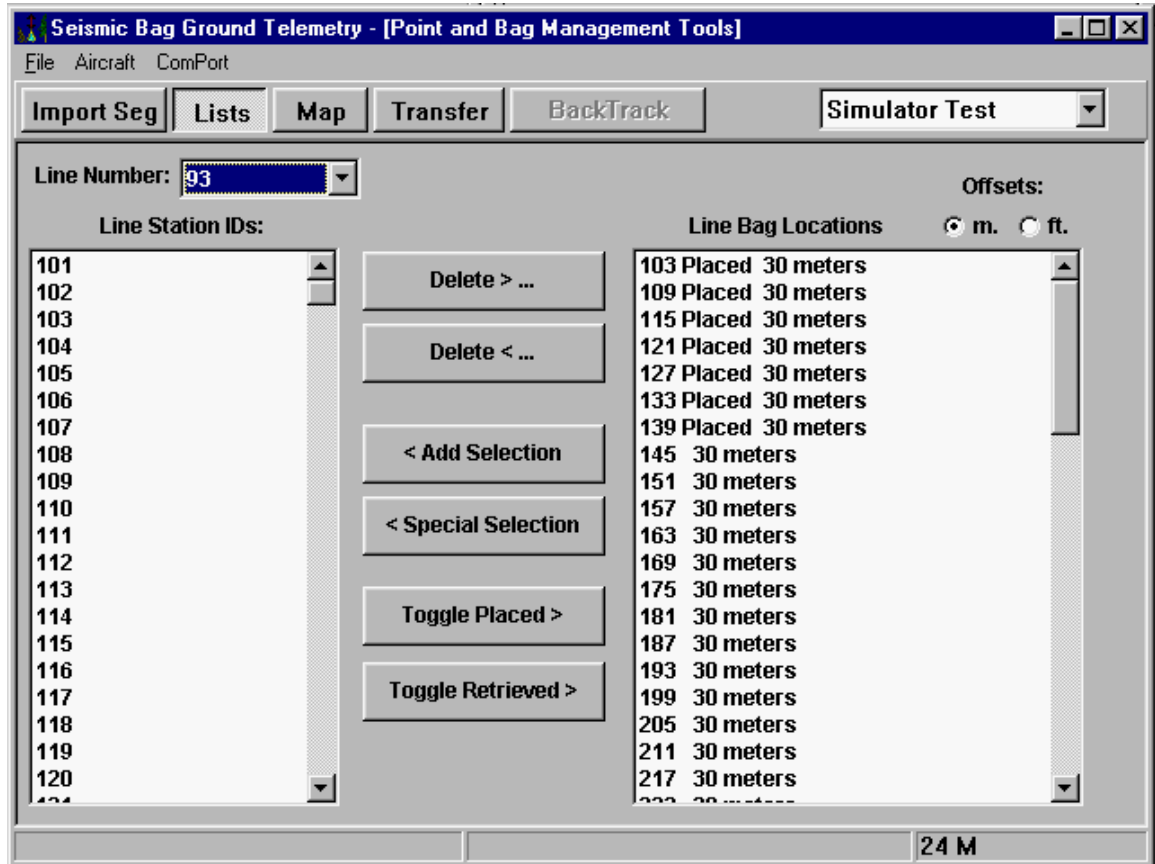 Seismic Bag Ground Telemetry - [Point and Bag Management Tools]
File Aircraft ComPort
Import Seg Lists Map Transfer BackTrack Simulator Test
Line Number: 93
Offsets:
Line Station IDs:
Line Bag Locations m. ft.
101
102
103
104
105
106
107
108
109
110
111
112
113
114
115
116
117
118
119
120
Delete > ...
Delete < ...
< Add Selection
< Special Selection
Toggle Placed >
Toggle Retrieved >
103 Placed 30 meters
109 Placed 30 meters
115 Placed 30 meters
121 Placed 30 meters
127 Placed 30 meters
133 Placed 30 meters
139 Placed 30 meters
145 30 meters
151 30 meters
157 30 meters
163 30 meters
169 30 meters
175 30 meters
181 30 meters
187 30 meters
193 30 meters
199 30 meters
205 30 meters
211 30 meters
217 30 meters
24 M